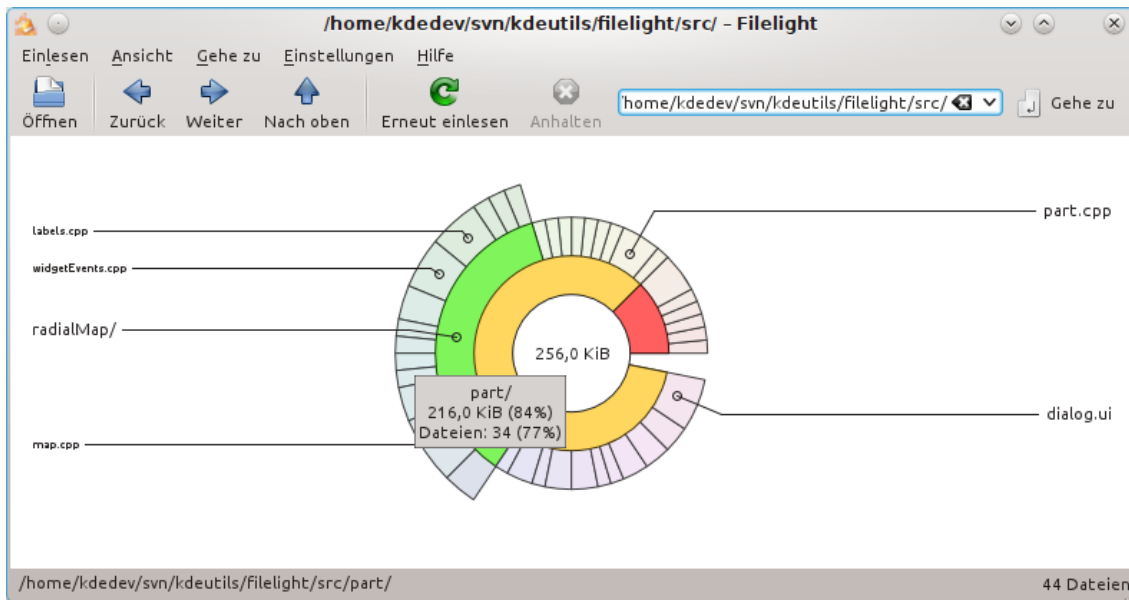 /home/kdedev/svn/kdeutils/filelight/src/ – Filelight
Einlesen Ansicht Gehe zu Einstellungen Hilfe
Öffnen Zurück Weiter Nach oben Erneut einlesen Anhalten /home/kdedev/svn/kdeutils/filelight/src/ Gehe zu
part.cpp
labels.cpp
widgetEvents.cpp
radialMap/
256,0 KiB
part/
216,0 KiB (84%)
Dateien: 34 (77%)
dialog.ui
map.cpp
/home/kdedev/svn/kdeutils/filelight/src/part/ 44 Dateien